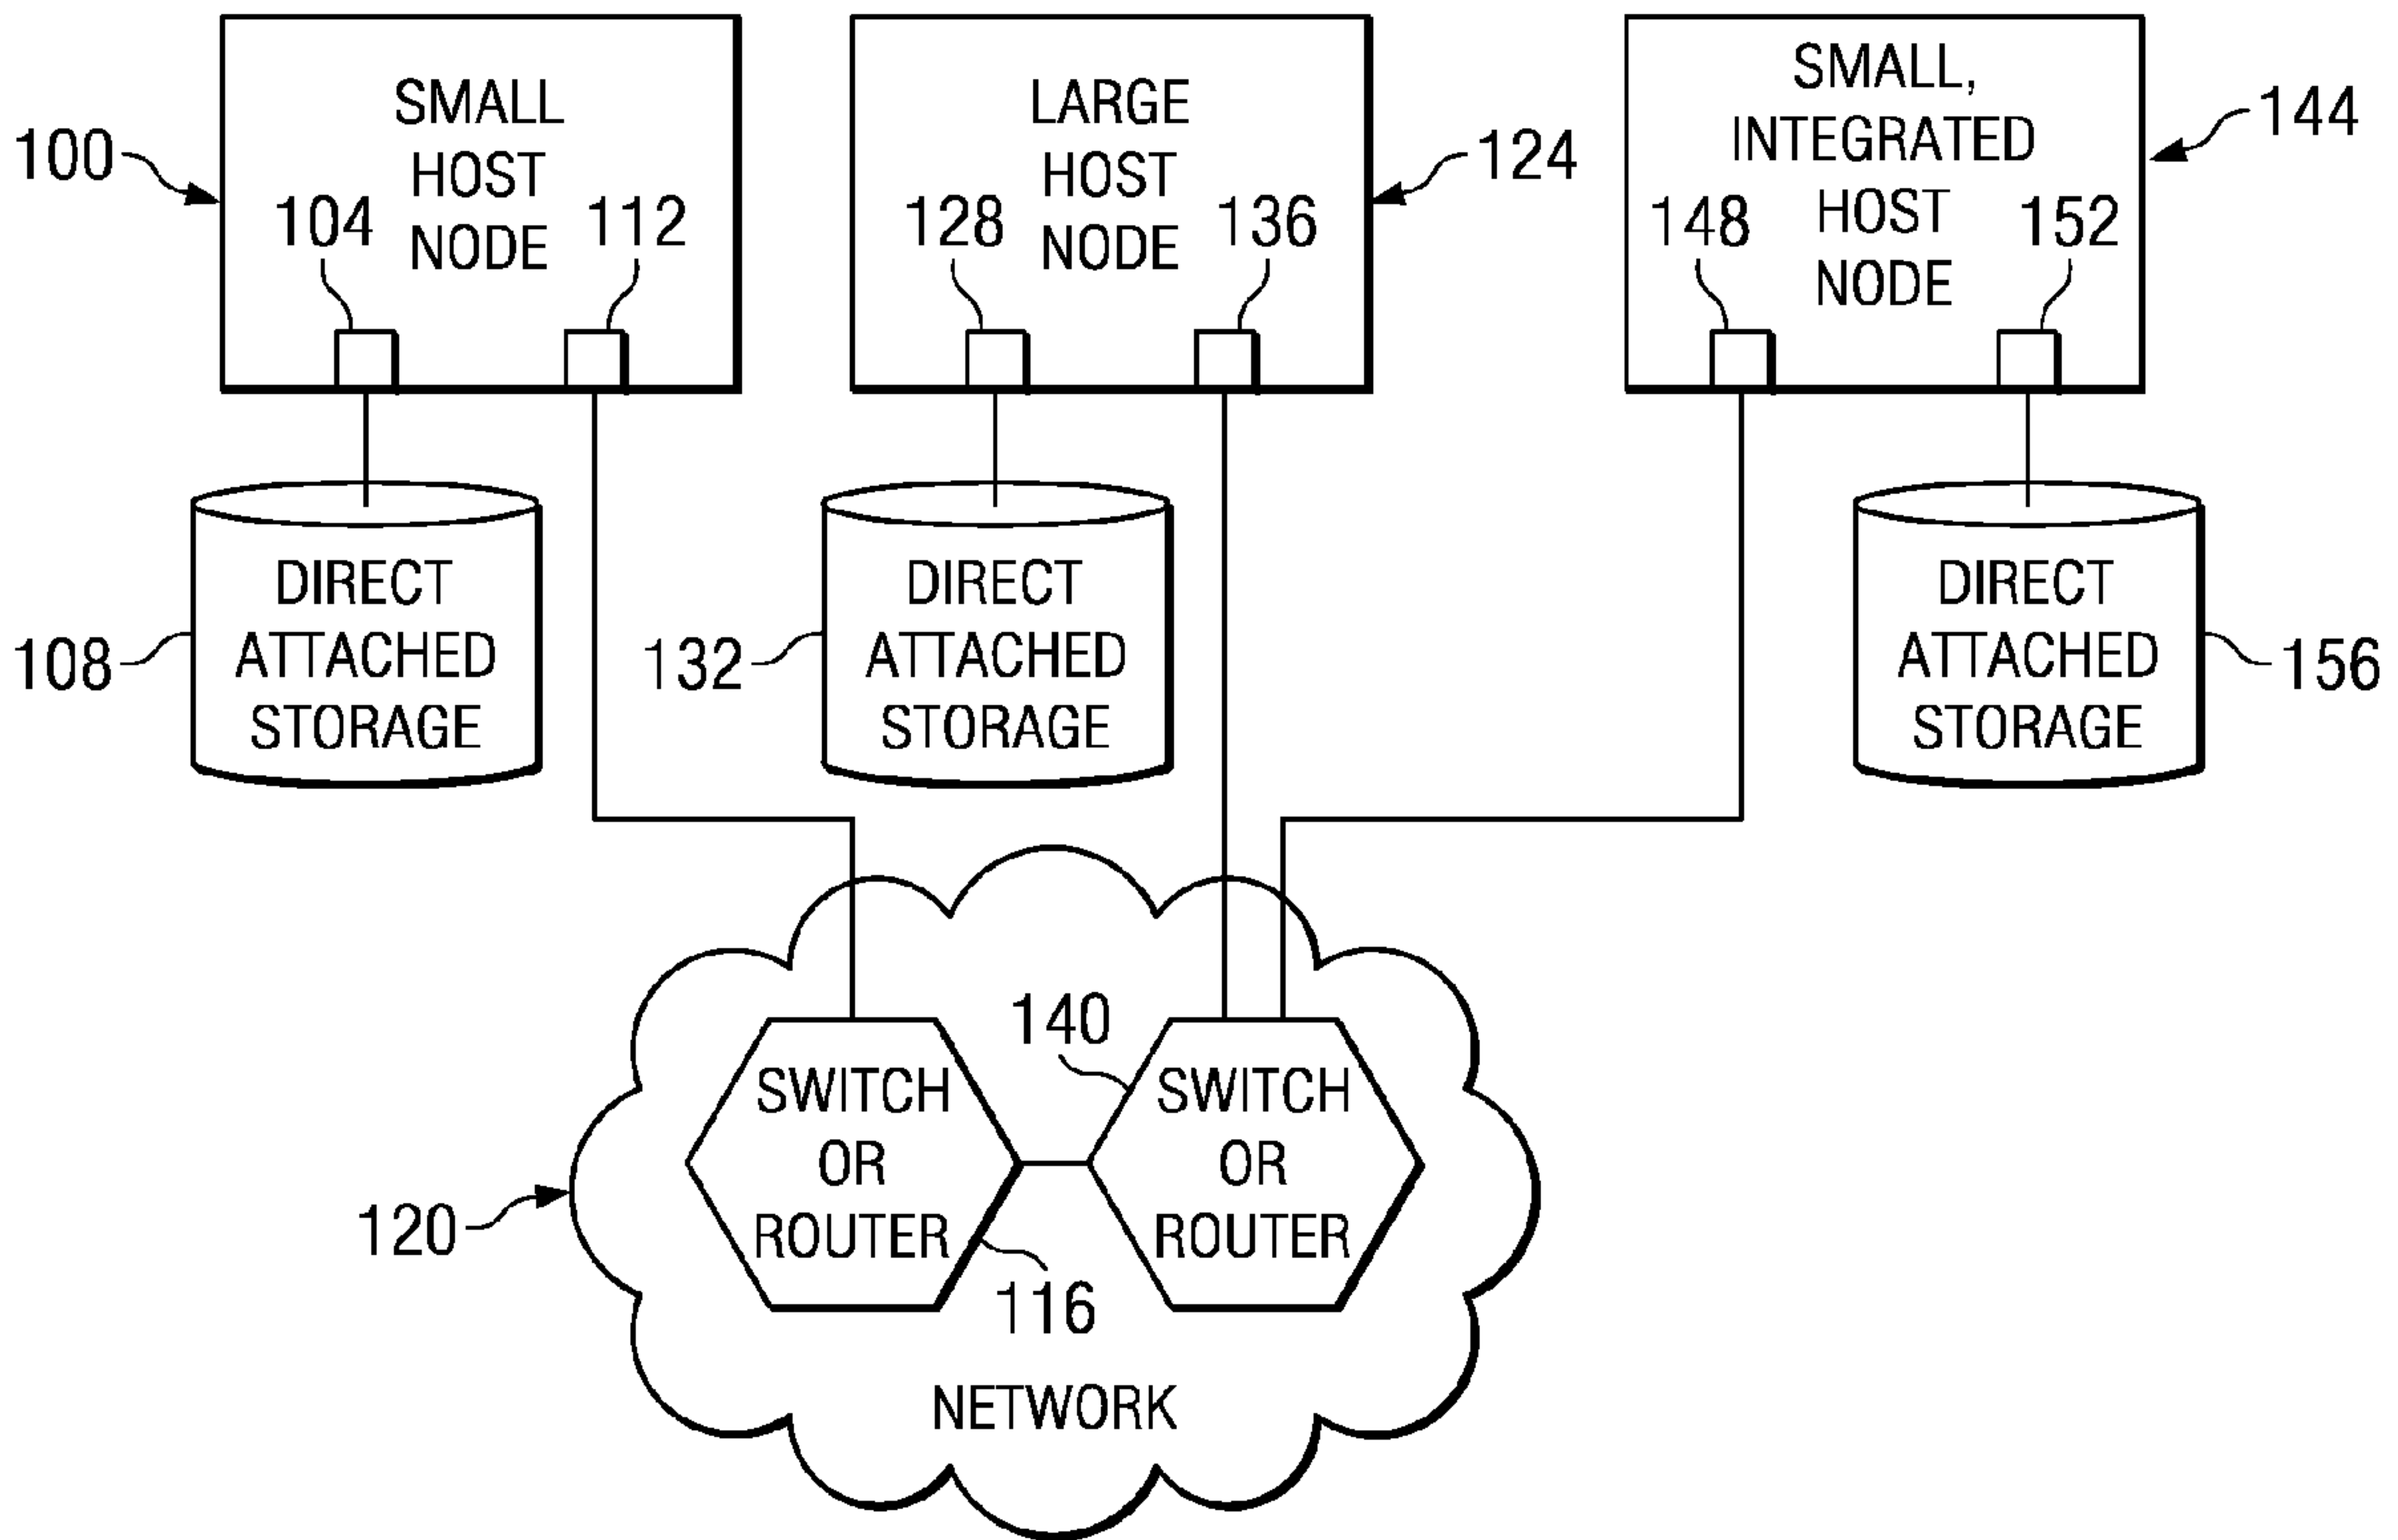 SMALL
HOST
NODE
100
104
112
LARGE
HOST
NODE
124
128
136
SMALL,
INTEGRATED
HOST
NODE
144
148
152
DIRECT
ATTACHED
STORAGE
108
DIRECT
ATTACHED
STORAGE
132
DIRECT
ATTACHED
STORAGE
156
140
SWITCH
OR
ROUTER
SWITCH
OR
ROUTER
120
116
NETWORK